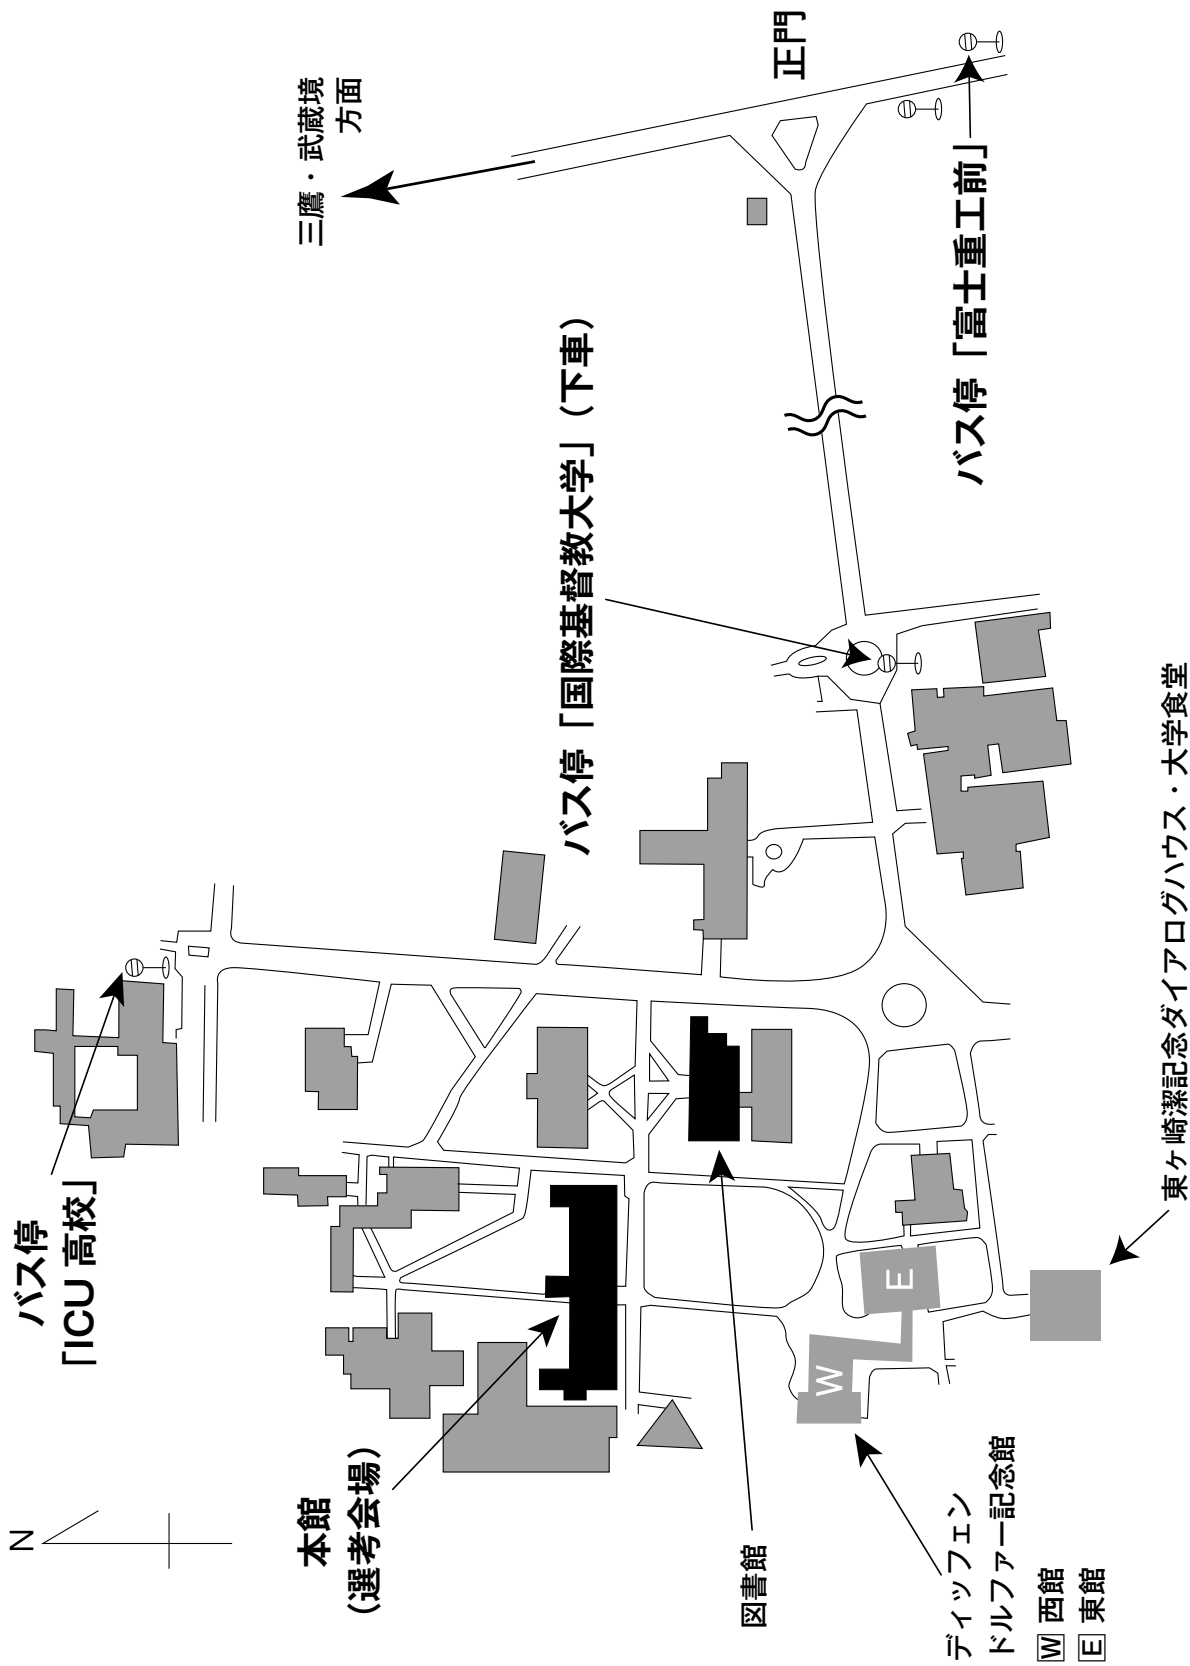 N
バス停
「ICU 高校」
本館
（選考会場）
図書館
ディッフェン
ドルファー記念館
W 西館
E 東館
W
E
東ヶ崎潔記念ダイアログハウス・大学食堂
バス停「国際基督教大学」（下車）
バス停「富士重工前」
三鷹・武蔵境
方面
正門